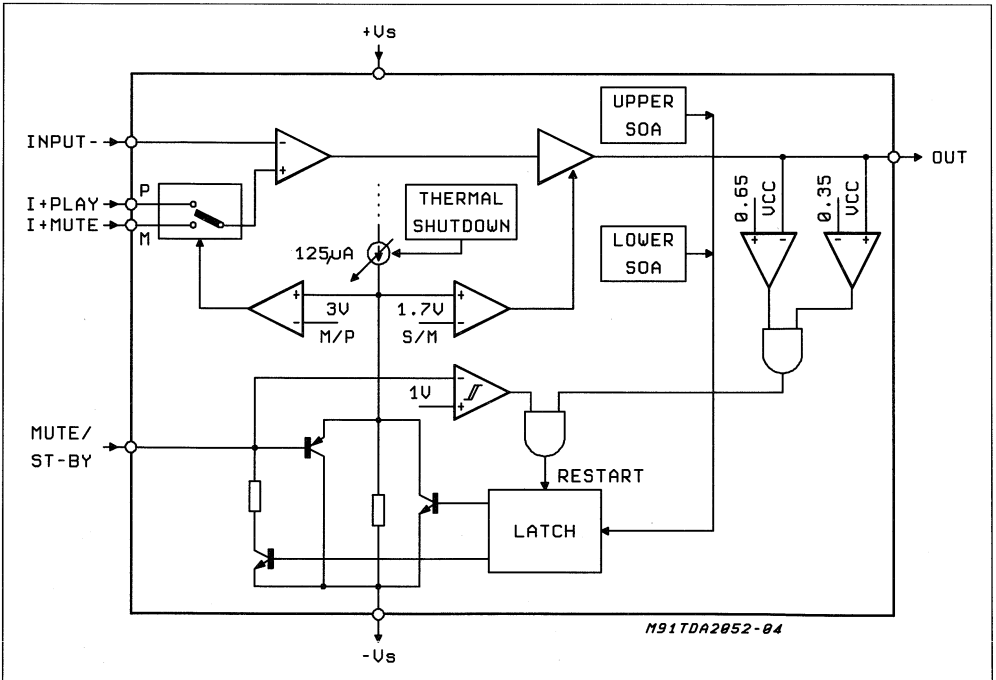 +Vs
UPPER
SOA
INPUT-
- +
OUT
P
I+PLAY
I+MUTE
M
THERMAL
SHUTDOWN
0.65
VCC
0.35
VCC
+ - - +
125µA
LOWER
SOA
+ -
3V
M/P
1.7V
S/M
+ -
1V
- +
MUTE/
ST-BY
RESTART
LATCH
M91TDA2052-04
-Vs